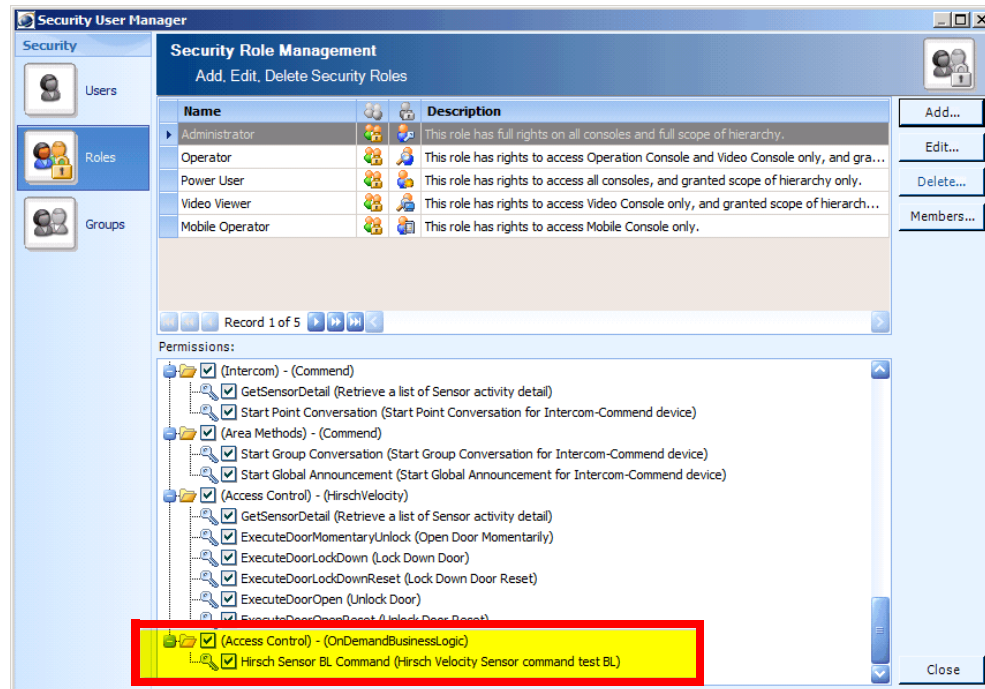 Security User Manager
Security
Users
Roles
Groups
Security Role Management
Add, Edit, Delete Security Roles
Name Description
Administrator This role has full rights on all consoles and full scope of hierarchy.
Operator This role has rights to access Operation Console and Video Console only, and gra...
Power User This role has rights to access all consoles, and granted scope of hierarchy only.
Video Viewer This role has rights to access Video Console only, and granted scope of hierarch...
Mobile Operator This role has rights to access Mobile Console only.
Record 1 of 5
Add...
Edit...
Delete...
Members...
Permissions:
(Intercom) - (Commend)
GetSensorDetail (Retrieve a list of Sensor activity detail)
Start Point Conversation (Start Point Conversation for Intercom-Commend device)
(Area Methods) - (Commend)
Start Group Conversation (Start Group Conversation for Intercom-Commend device)
Start Global Announcement (Start Global Announcement for Intercom-Commend device)
(Access Control) - (HirschVelocity)
GetSensorDetail (Retrieve a list of Sensor activity detail)
ExecuteDoorMomentaryUnlock (Open Door Momentarily)
ExecuteDoorLockDown (Lock Down Door)
ExecuteDoorLockDownReset (Lock Down Door Reset)
ExecuteDoorOpen (Unlock Door)
ExecuteDoorOpenReset (Unlock Door Reset)
(Access Control) - (OnDemandBusinessLogic)
Hirsch Sensor BL Command (Hirsch Velocity Sensor command test BL)
Close